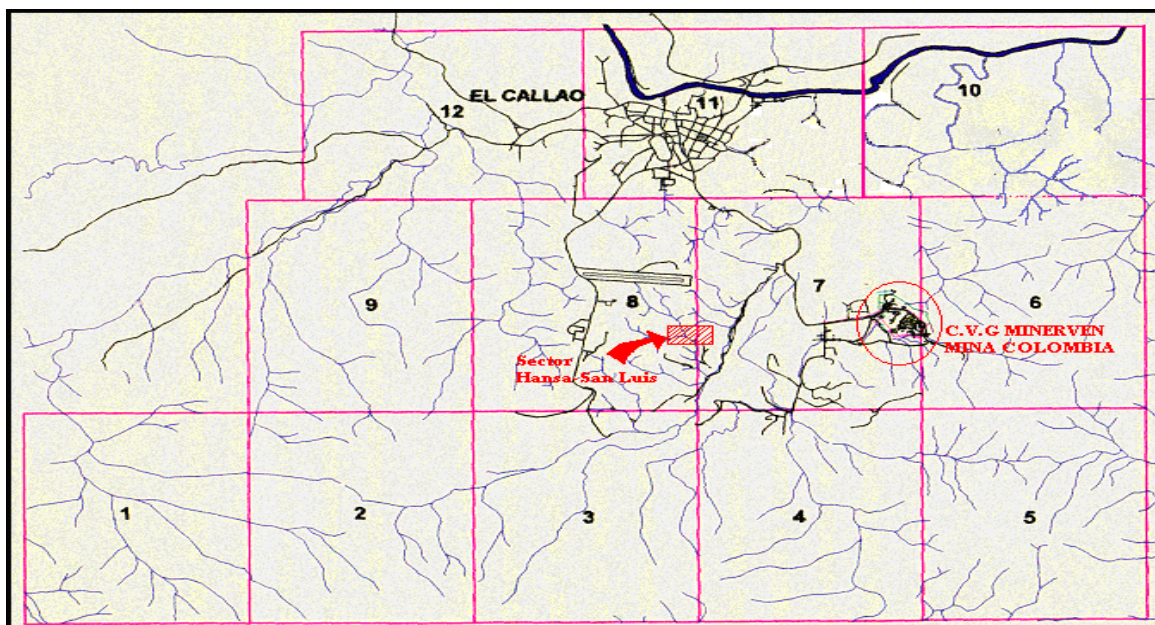 10
EL CALLAO
11
12
6
7
9
8
C.V.G MINERVEN
MINA COLOMBIA
Sector
Hansa San Luis
1
2
3
4
5